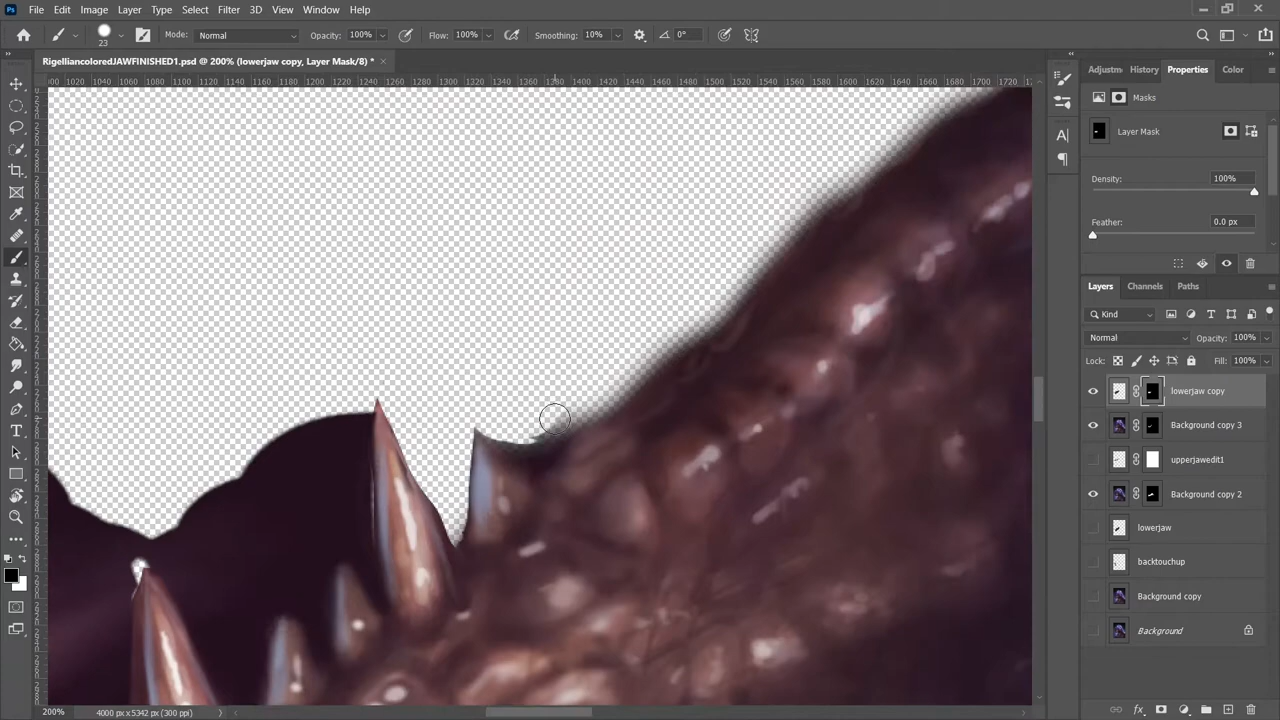 Ps File Edit Image Layer Type Select Filter 3D View Window Help
23 Mode: Normal Opacity: 100% Flow: 100% Smoothing: 10% 0°
RigelliancoloredJAWFINISHED1.psd @ 200% (lowerjaw copy, Layer Mask/8) *
1020 1040 1060 1080 1100 1120 1140 1160 1180 1200 1220 1240 1260 1280 1300 1320 1340 1360 1380 1400 1420 1440 1460 1480 1500 1520 1540 1560 1580 1600 1620 1640 1660 1680 1700 1720
Adjustm History Properties Color
Masks
Layer Mask
Density: 100%
Feather: 0.0 px
Layers Channels Paths
Kind
Normal Opacity: 100%
Lock: Fill: 100%
lowerjaw copy
Background copy 3
upperjawedit1
Background copy 2
lowerjaw
backtouchup
Background copy
Background
200% 4000 px x 5342 px (300 ppi)